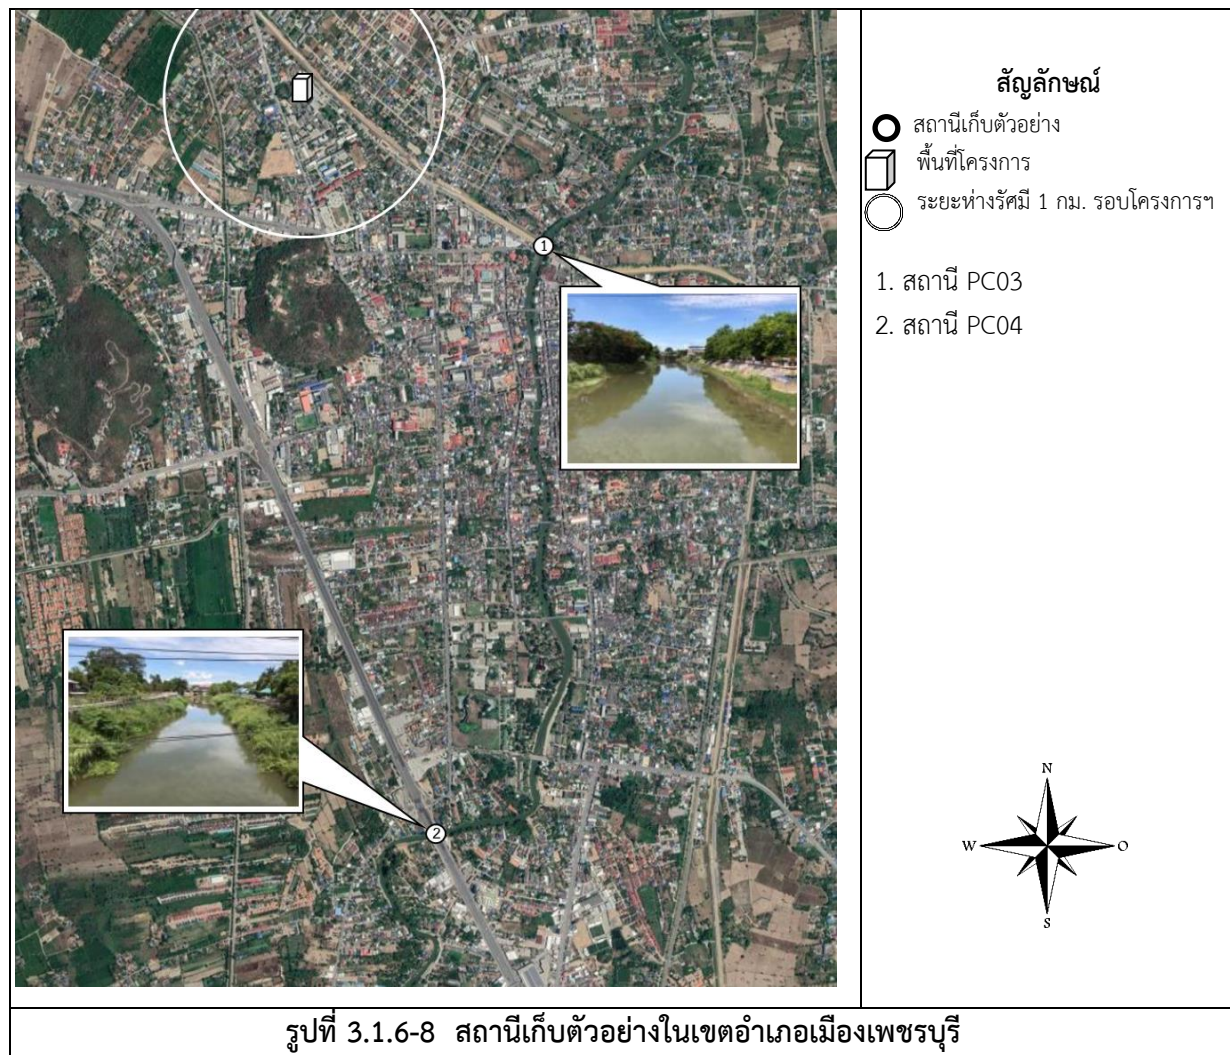 สัญลักษณ์
สถานีเก็บตัวอย่าง
พื้นที่โครงการ
ระยะห่างรัศมี 1 กม. รอบโครงการฯ
1. สถานี PC03
2. สถานี PC04
1
2
N
W
O
S
รูปที่ 3.1.6-8 สถานีเก็บตัวอย่างในเขตอำเภอเมืองเพชรบุรี